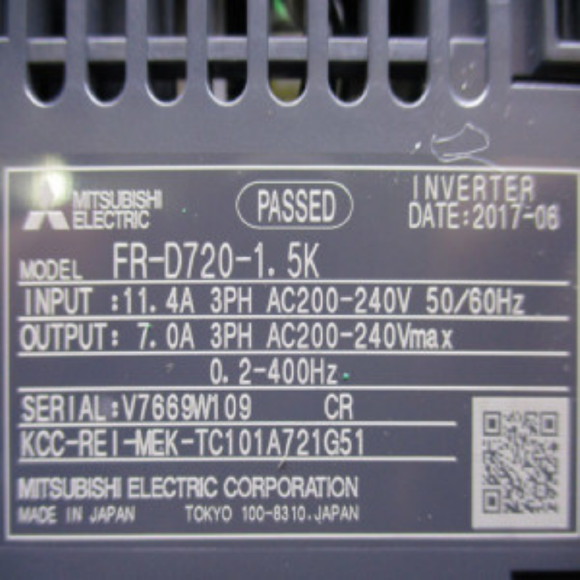 MITSUBISHI ELECTRIC
PASSED
INVERTER
DATE:2017-06
MODEL FR-D720-1.5K
INPUT :11.4A 3PH AC200-240V 50/60Hz
OUTPUT: 7.0A 3PH AC200-240Vmax
0.2-400Hz
SERIAL:V7669W109 CR
KCC-REI-MEK-TC101A721G51
MITSUBISHI ELECTRIC CORPORATION
MADE IN JAPAN TOKYO 100-8310,JAPAN